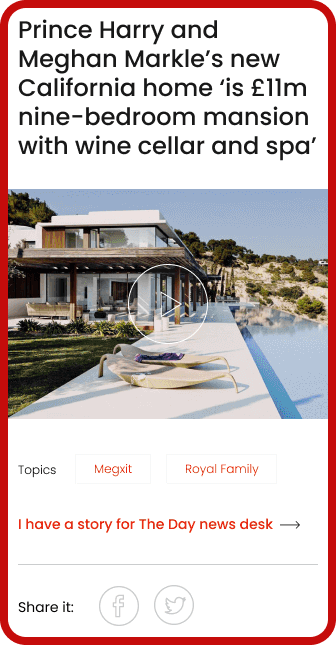 Prince Harry and
Meghan Markle’s new
California home ‘is £11m
nine-bedroom mansion
with wine cellar and spa’
Topics Megxit Royal Family
I have a story for The Day news desk
Share it: